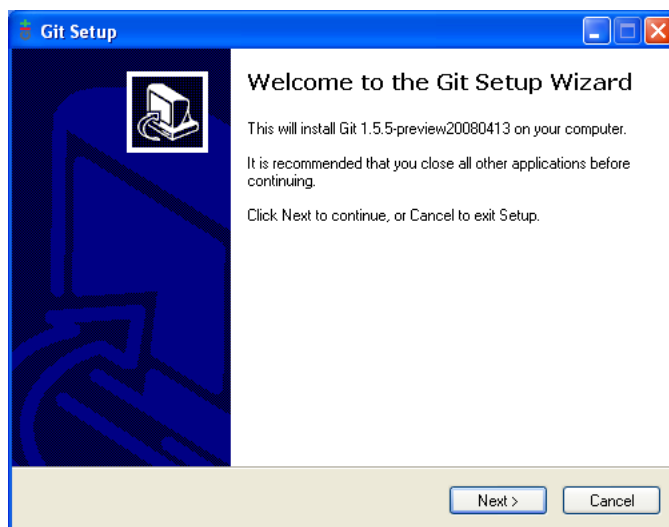 Git Setup
Welcome to the Git Setup Wizard
This will install Git 1.5.5-preview20080413 on your computer.
It is recommended that you close all other applications before
continuing.
Click Next to continue, or Cancel to exit Setup.
Next >
Cancel